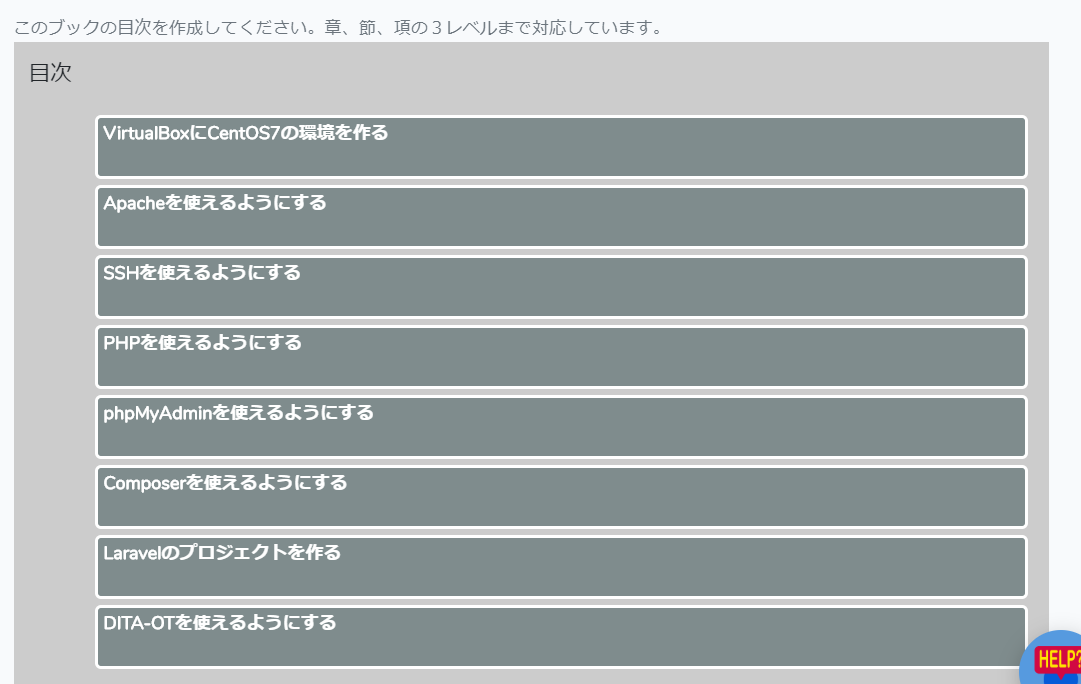 このブックの目次を作成してください。章、節、項の３レベルまで対応しています。
目次
VirtualBoxにCentOS7の環境を作る
Apacheを使えるようにする
SSHを使えるようにする
PHPを使えるようにする
phpMyAdminを使えるようにする
Composerを使えるようにする
Laravelのプロジェクトを作る
DITA-OTを使えるようにする
HELP?